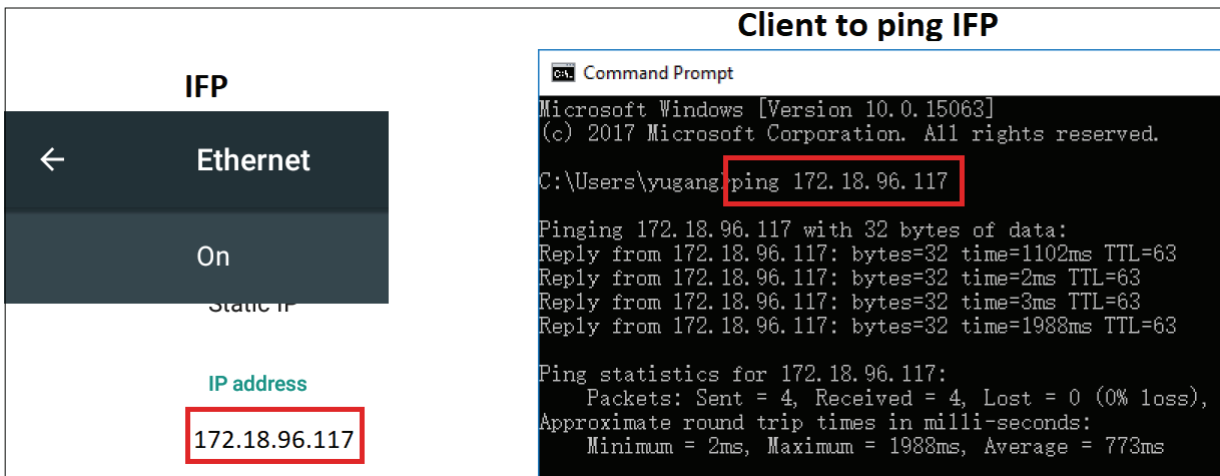 Client to ping IFP
IFP
Ethernet
On
Static IP
IP address
172.18.96.117
Command Prompt
Microsoft Windows [Version 10.0.15063]
(c) 2017 Microsoft Corporation. All rights reserved.
C:\Users\yugang>ping 172.18.96.117
Pinging 172.18.96.117 with 32 bytes of data:
Reply from 172.18.96.117: bytes=32 time=1102ms TTL=63
Reply from 172.18.96.117: bytes=32 time=2ms TTL=63
Reply from 172.18.96.117: bytes=32 time=3ms TTL=63
Reply from 172.18.96.117: bytes=32 time=1988ms TTL=63
Ping statistics for 172.18.96.117:
Packets: Sent = 4, Received = 4, Lost = 0 (0% loss),
Approximate round trip times in milli-seconds:
Minimum = 2ms, Maximum = 1988ms, Average = 773ms